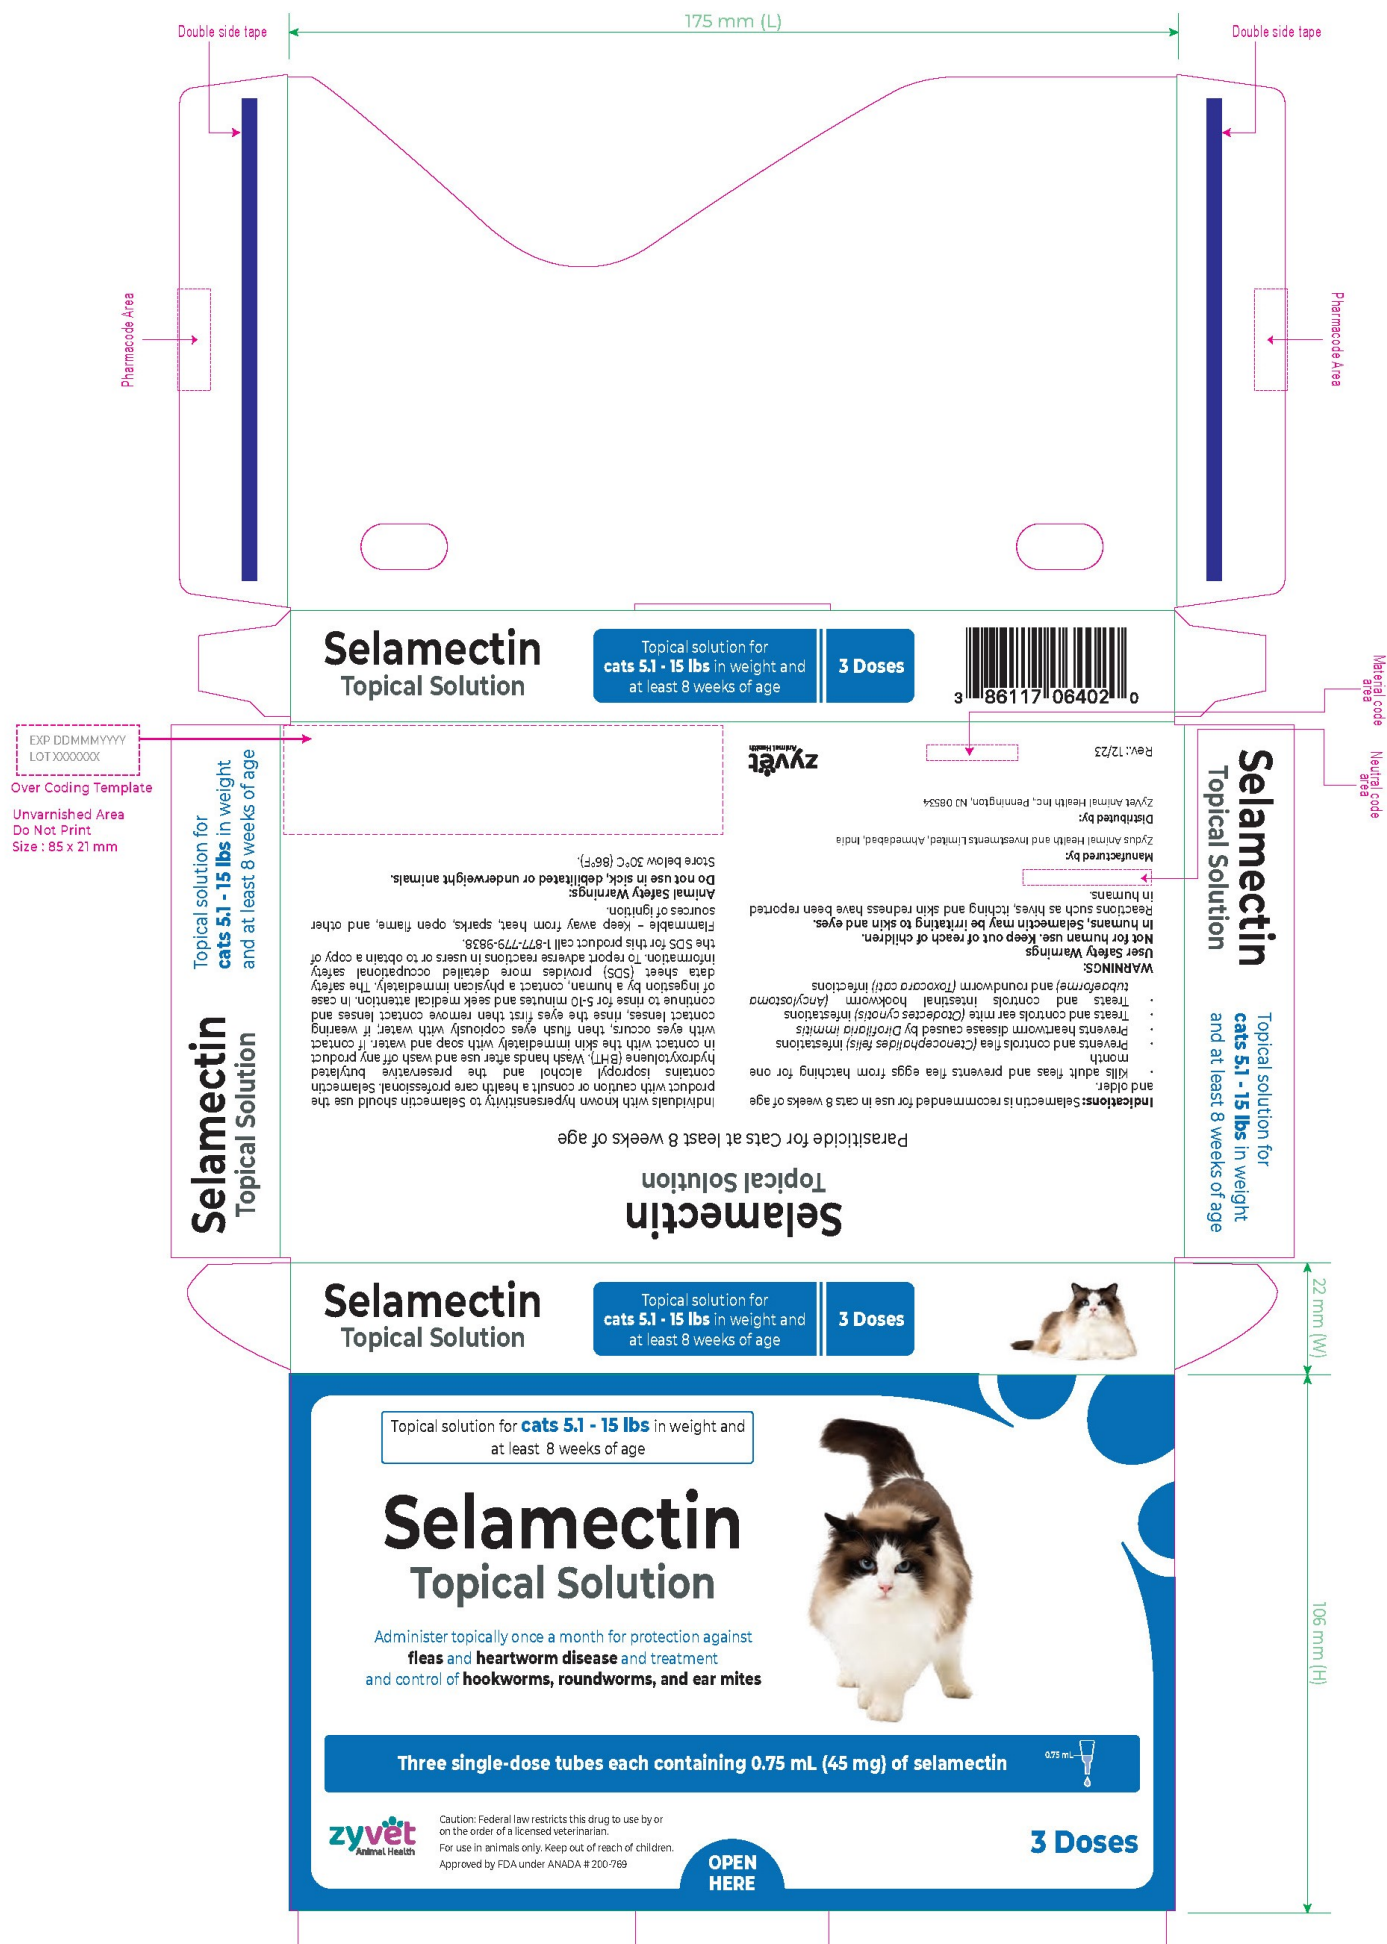 175 mm (L)
Double side tape
Double side tape
Pharmacode Area
Pharmacode Area
Selamectin
Topical Solution
Topical solution for
cats 5.1 - 15 lbs in weight and
at least 8 weeks of age
3 Doses
3 86117 06402 0
Material code
area
Neutral code
area
EXP DDMMMYYYY
LOT XXXXXXX
Over Coding Template
Unvarnished Area
Do Not Print
Size : 85 x 21 mm
Topical solution for
cats 5.1 - 15 lbs in weight
and at least 8 weeks of age
Selamectin
Topical Solution
Selamectin
Topical Solution
Topical solution for
cats 5.1 - 15 lbs in weight
and at least 8 weeks of age
Selamectin
Topical Solution
Parasiticide for Cats at least 8 weeks of age
Indications: Selamectin is recommended for use in cats 8 weeks of age
and older.
• Kills adult fleas and prevents flea eggs from hatching for one
month
• Prevents and controls flea (Ctenocephalides felis) infestations
• Prevents heartworm disease caused by Dirofilaria immitis
• Treats and controls ear mite (Otodectes cynotis) infestations
• Treats and controls intestinal hookworm (Ancylostoma
tubaeforme) and roundworm (Toxocara cati) infections
WARNINGS:
User Safety Warnings
Not for human use. Keep out of reach of children.
In humans, Selamectin may be irritating to skin and eyes.
Reactions such as hives, itching and skin redness have been reported
in humans.
Manufactured by:
Zydus Animal Health and Investments Limited, Ahmedabad, India
Distributed by:
ZyVet Animal Health Inc., Pennington, NJ 08534
Rev.: 12/23
zyvet
Animal Health
Individuals with known hypersensitivity to Selamectin should use the
product with caution or consult a health care professional. Selamectin
contains isopropyl alcohol and the preservative butylated
hydroxytoluene (BHT). Wash hands after use and wash off any product
in contact with the skin immediately with soap and water. If contact
with eyes occurs, then flush eyes copiously with water; if wearing
contact lenses, rinse the eyes first then remove contact lenses and
continue to rinse for 5-10 minutes and seek medical attention. In case
of ingestion by a human, contact a physican immediately. The safety
data sheet (SDS) provides more detailed occupational safety
information. To report adverse reactions in users or to obtain a copy of
the SDS for this product call 1-877-779-9838.
Flammable – Keep away from heat, sparks, open flame, and other
sources of ignition.
Animal Safety Warnings:
Do not use in sick, debilitated or underweight animals.
Store below 30°C (86°F).
Selamectin
Topical Solution
Topical solution for
cats 5.1 - 15 lbs in weight and
at least 8 weeks of age
3 Doses
22 mm (W)
106 mm (H)
Topical solution for cats 5.1 - 15 lbs in weight and
at least 8 weeks of age
Selamectin
Topical Solution
Administer topically once a month for protection against
fleas and heartworm disease and treatment
and control of hookworms, roundworms, and ear mites
Three single-dose tubes each containing 0.75 mL (45 mg) of selamectin
0.75 mL
zyvet
Animal Health
Caution: Federal law restricts this drug to use by or
on the order of a licensed veterinarian.
For use in animals only. Keep out of reach of children.
Approved by FDA under ANADA # 200-769
OPEN
HERE
3 Doses